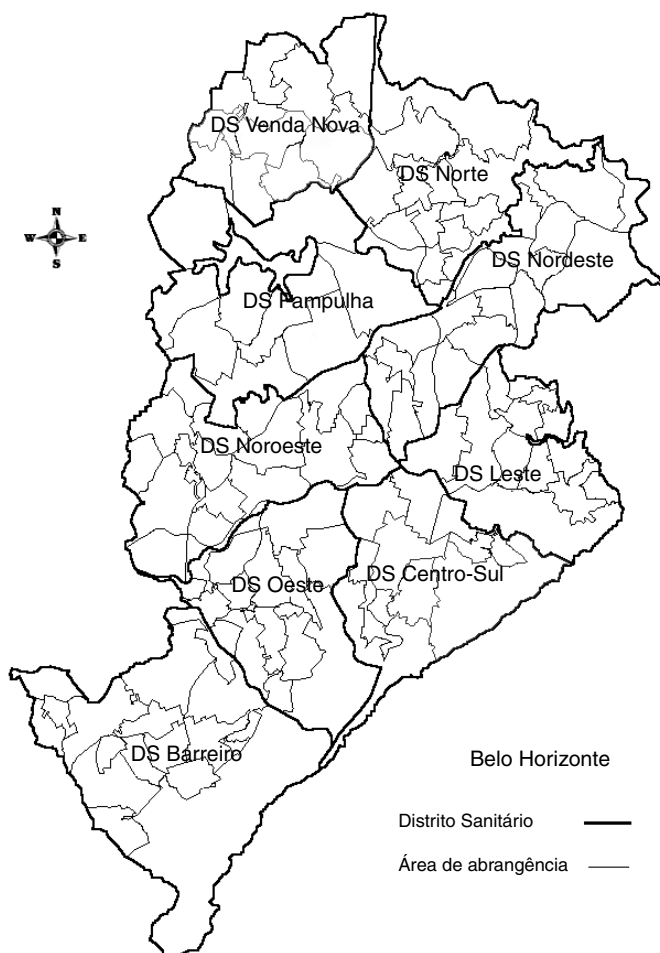 DS Venda Nova
DS Norte
N
W E
S
DS Nordeste
DS Pampulha
DS Noroeste
DS Leste
DS Oeste
DS Centro-Sul
DS Barreiro
Belo Horizonte
Distrito Sanitário
Área de abrangência